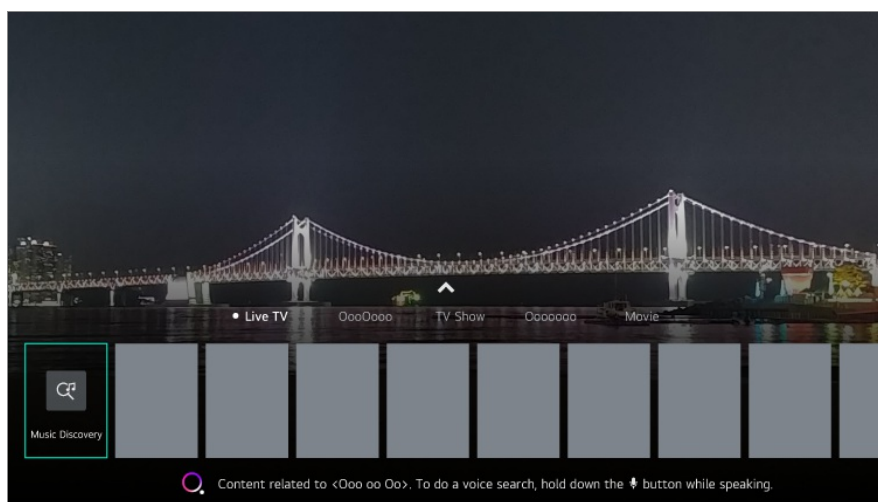 Live TV OooOooo TV Show Ooooooo Movie
Music Discovery
Content related to <Ooo oo Oo>. To do a voice search, hold down the button while speaking.